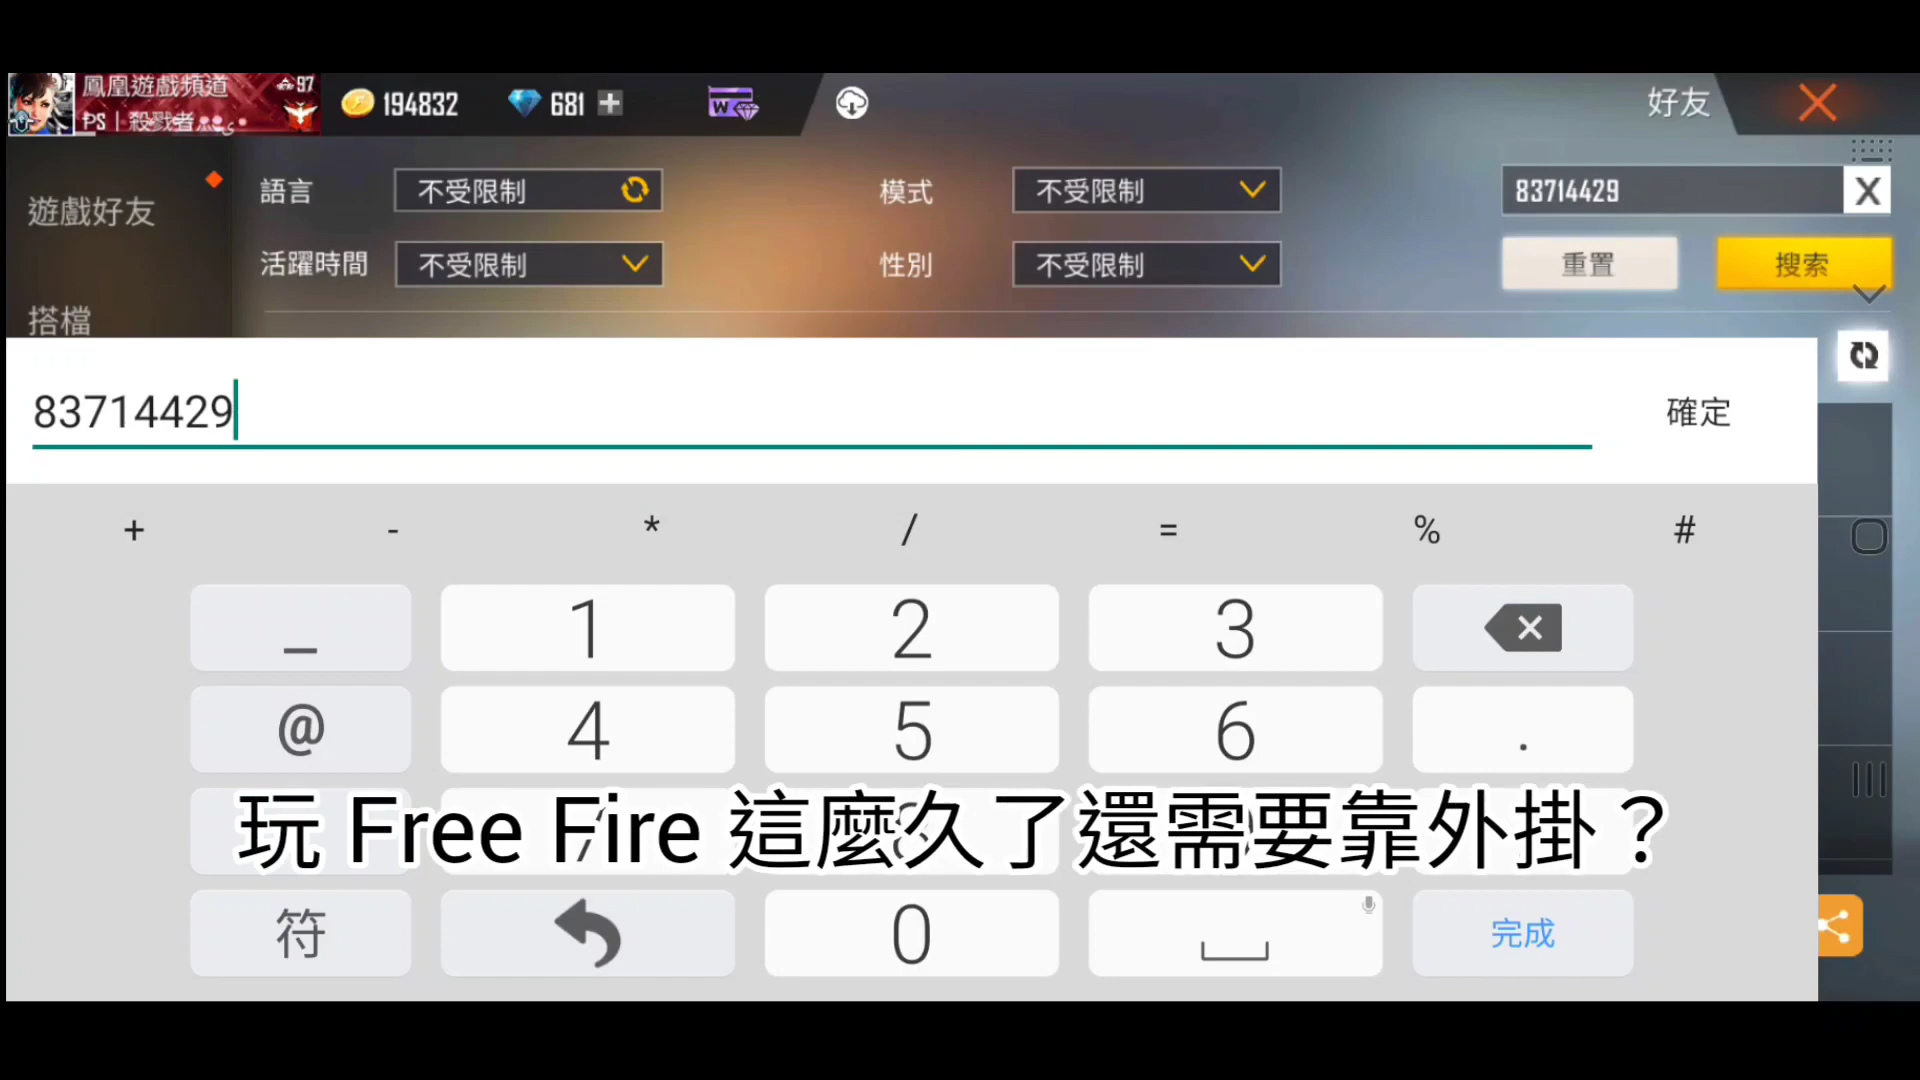 鳳凰遊戲頻道
97
PS | 殺戮者
194832
681
W
好友
遊戲好友
搭檔
語言
不受限制
模式
不受限制
83714429
X
活躍時間
不受限制
性別
不受限制
重置
搜索
83714429
確定
+ - * / = % #
_ 1 2 3
@ 4 5 6 .
玩 Free Fire 這麼久了還需要靠外掛？
符 0 完成